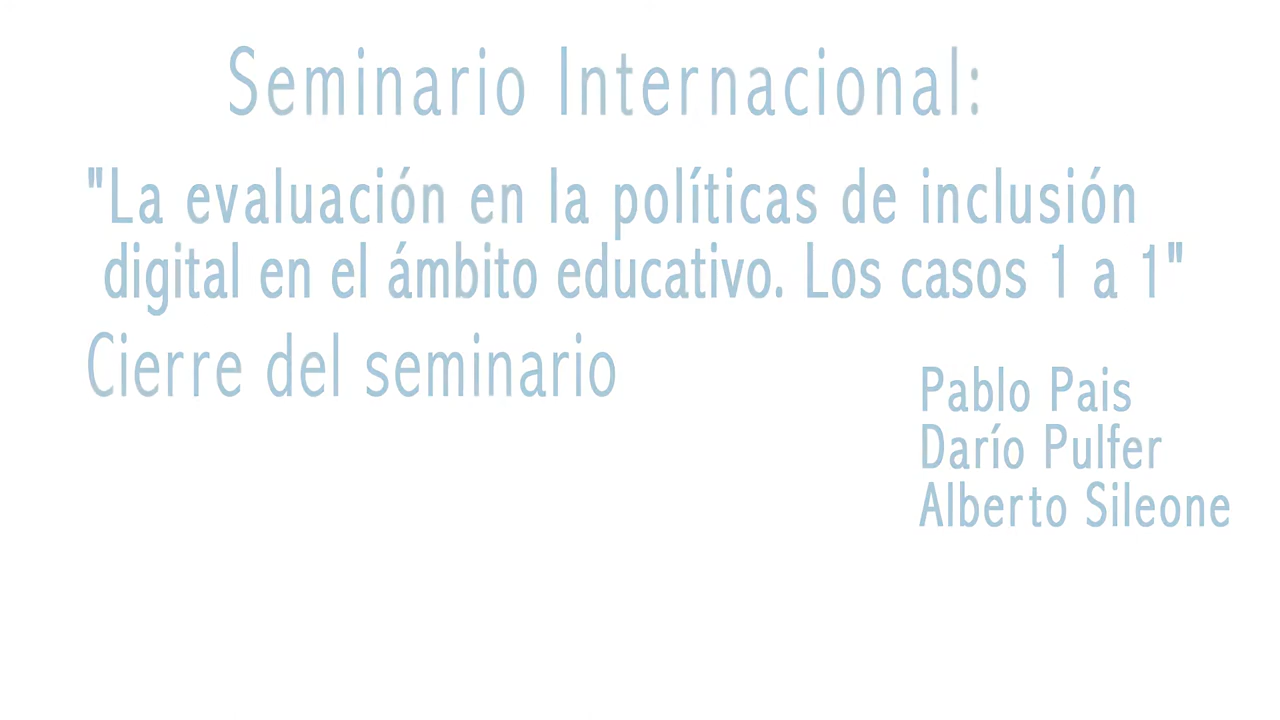 Seminario Internacional:
"La evaluación en la políticas de inclusión
digital en el ámbito educativo. Los casos 1 a 1"
Cierre del seminario
Pablo Pais
Darío Pulfer
Alberto Sileone